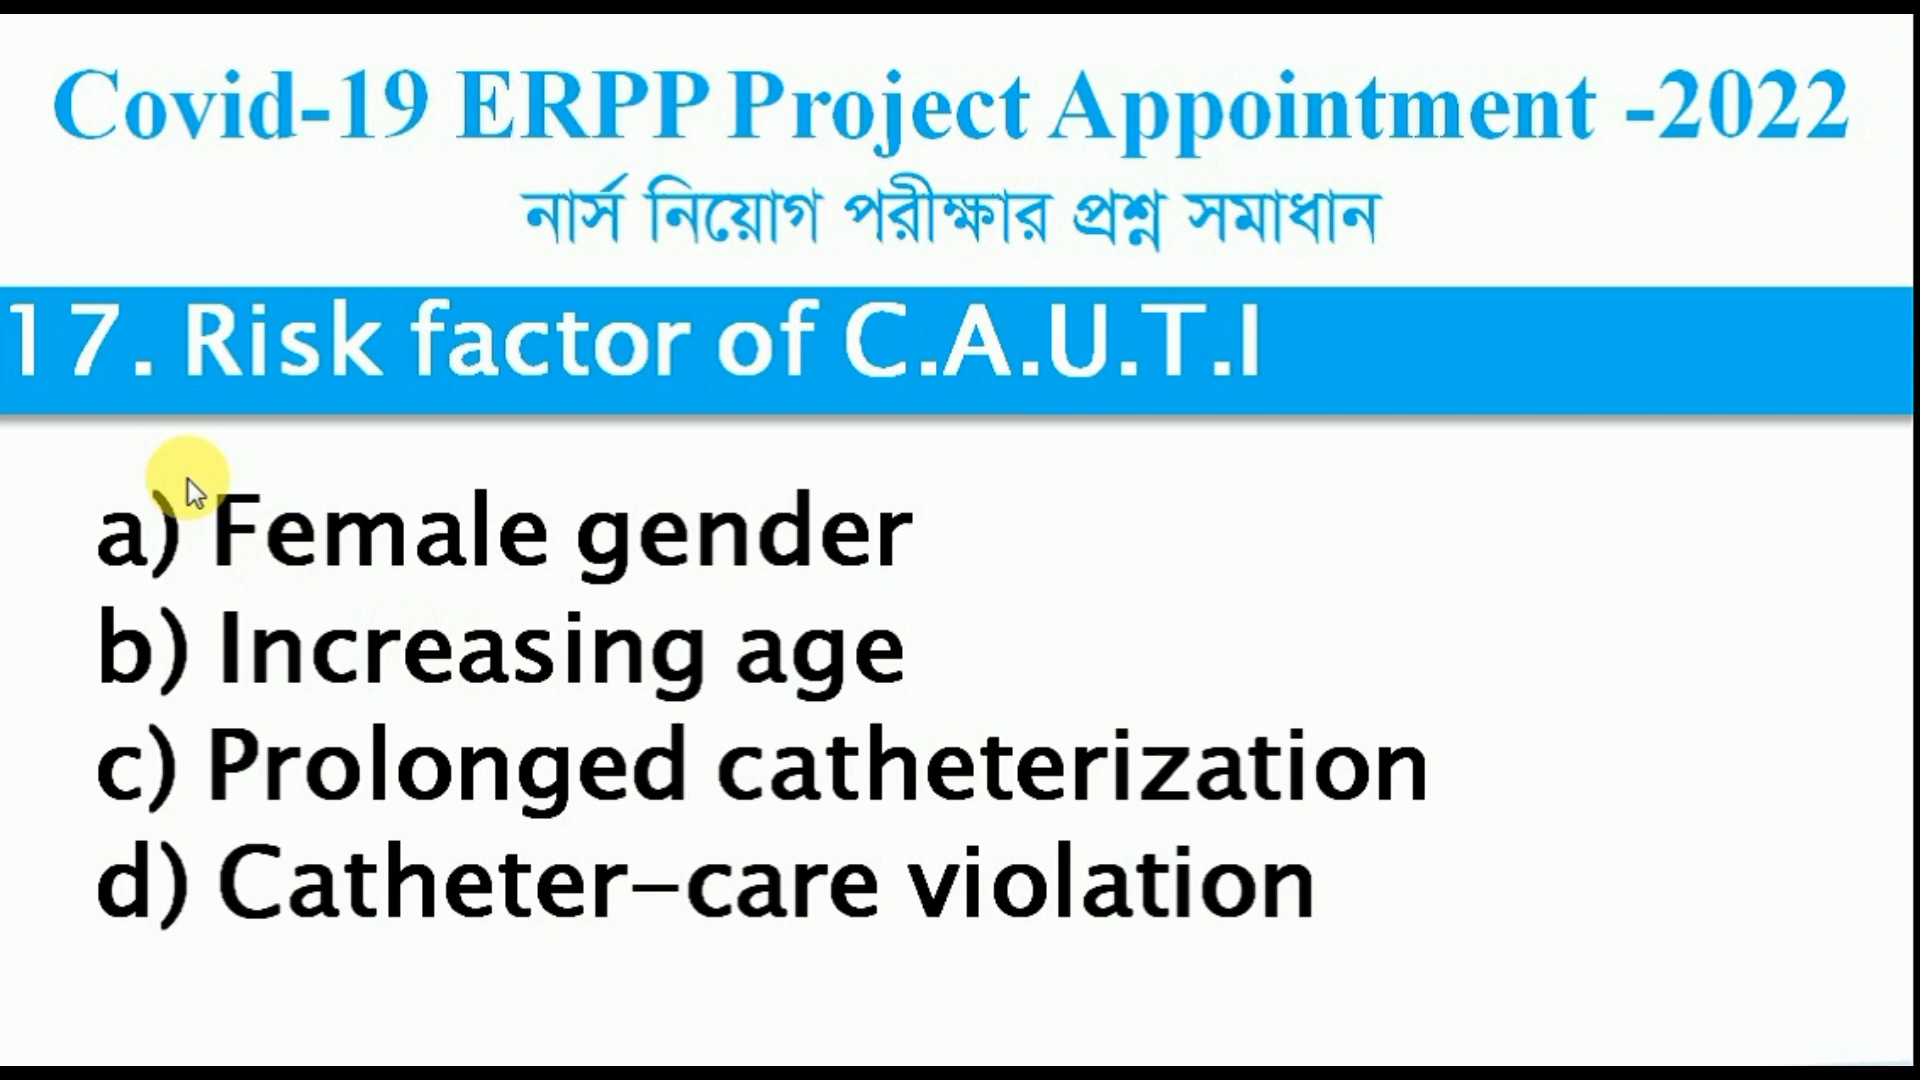 Covid-19 ERPP Project Appointment -2022
নার্স নিয়োগ পরীক্ষার প্রশ্ন সমাধান
17. Risk factor of C.A.U.T.I
a) Female gender
b) Increasing age
c) Prolonged catheterization
d) Catheter-care violation